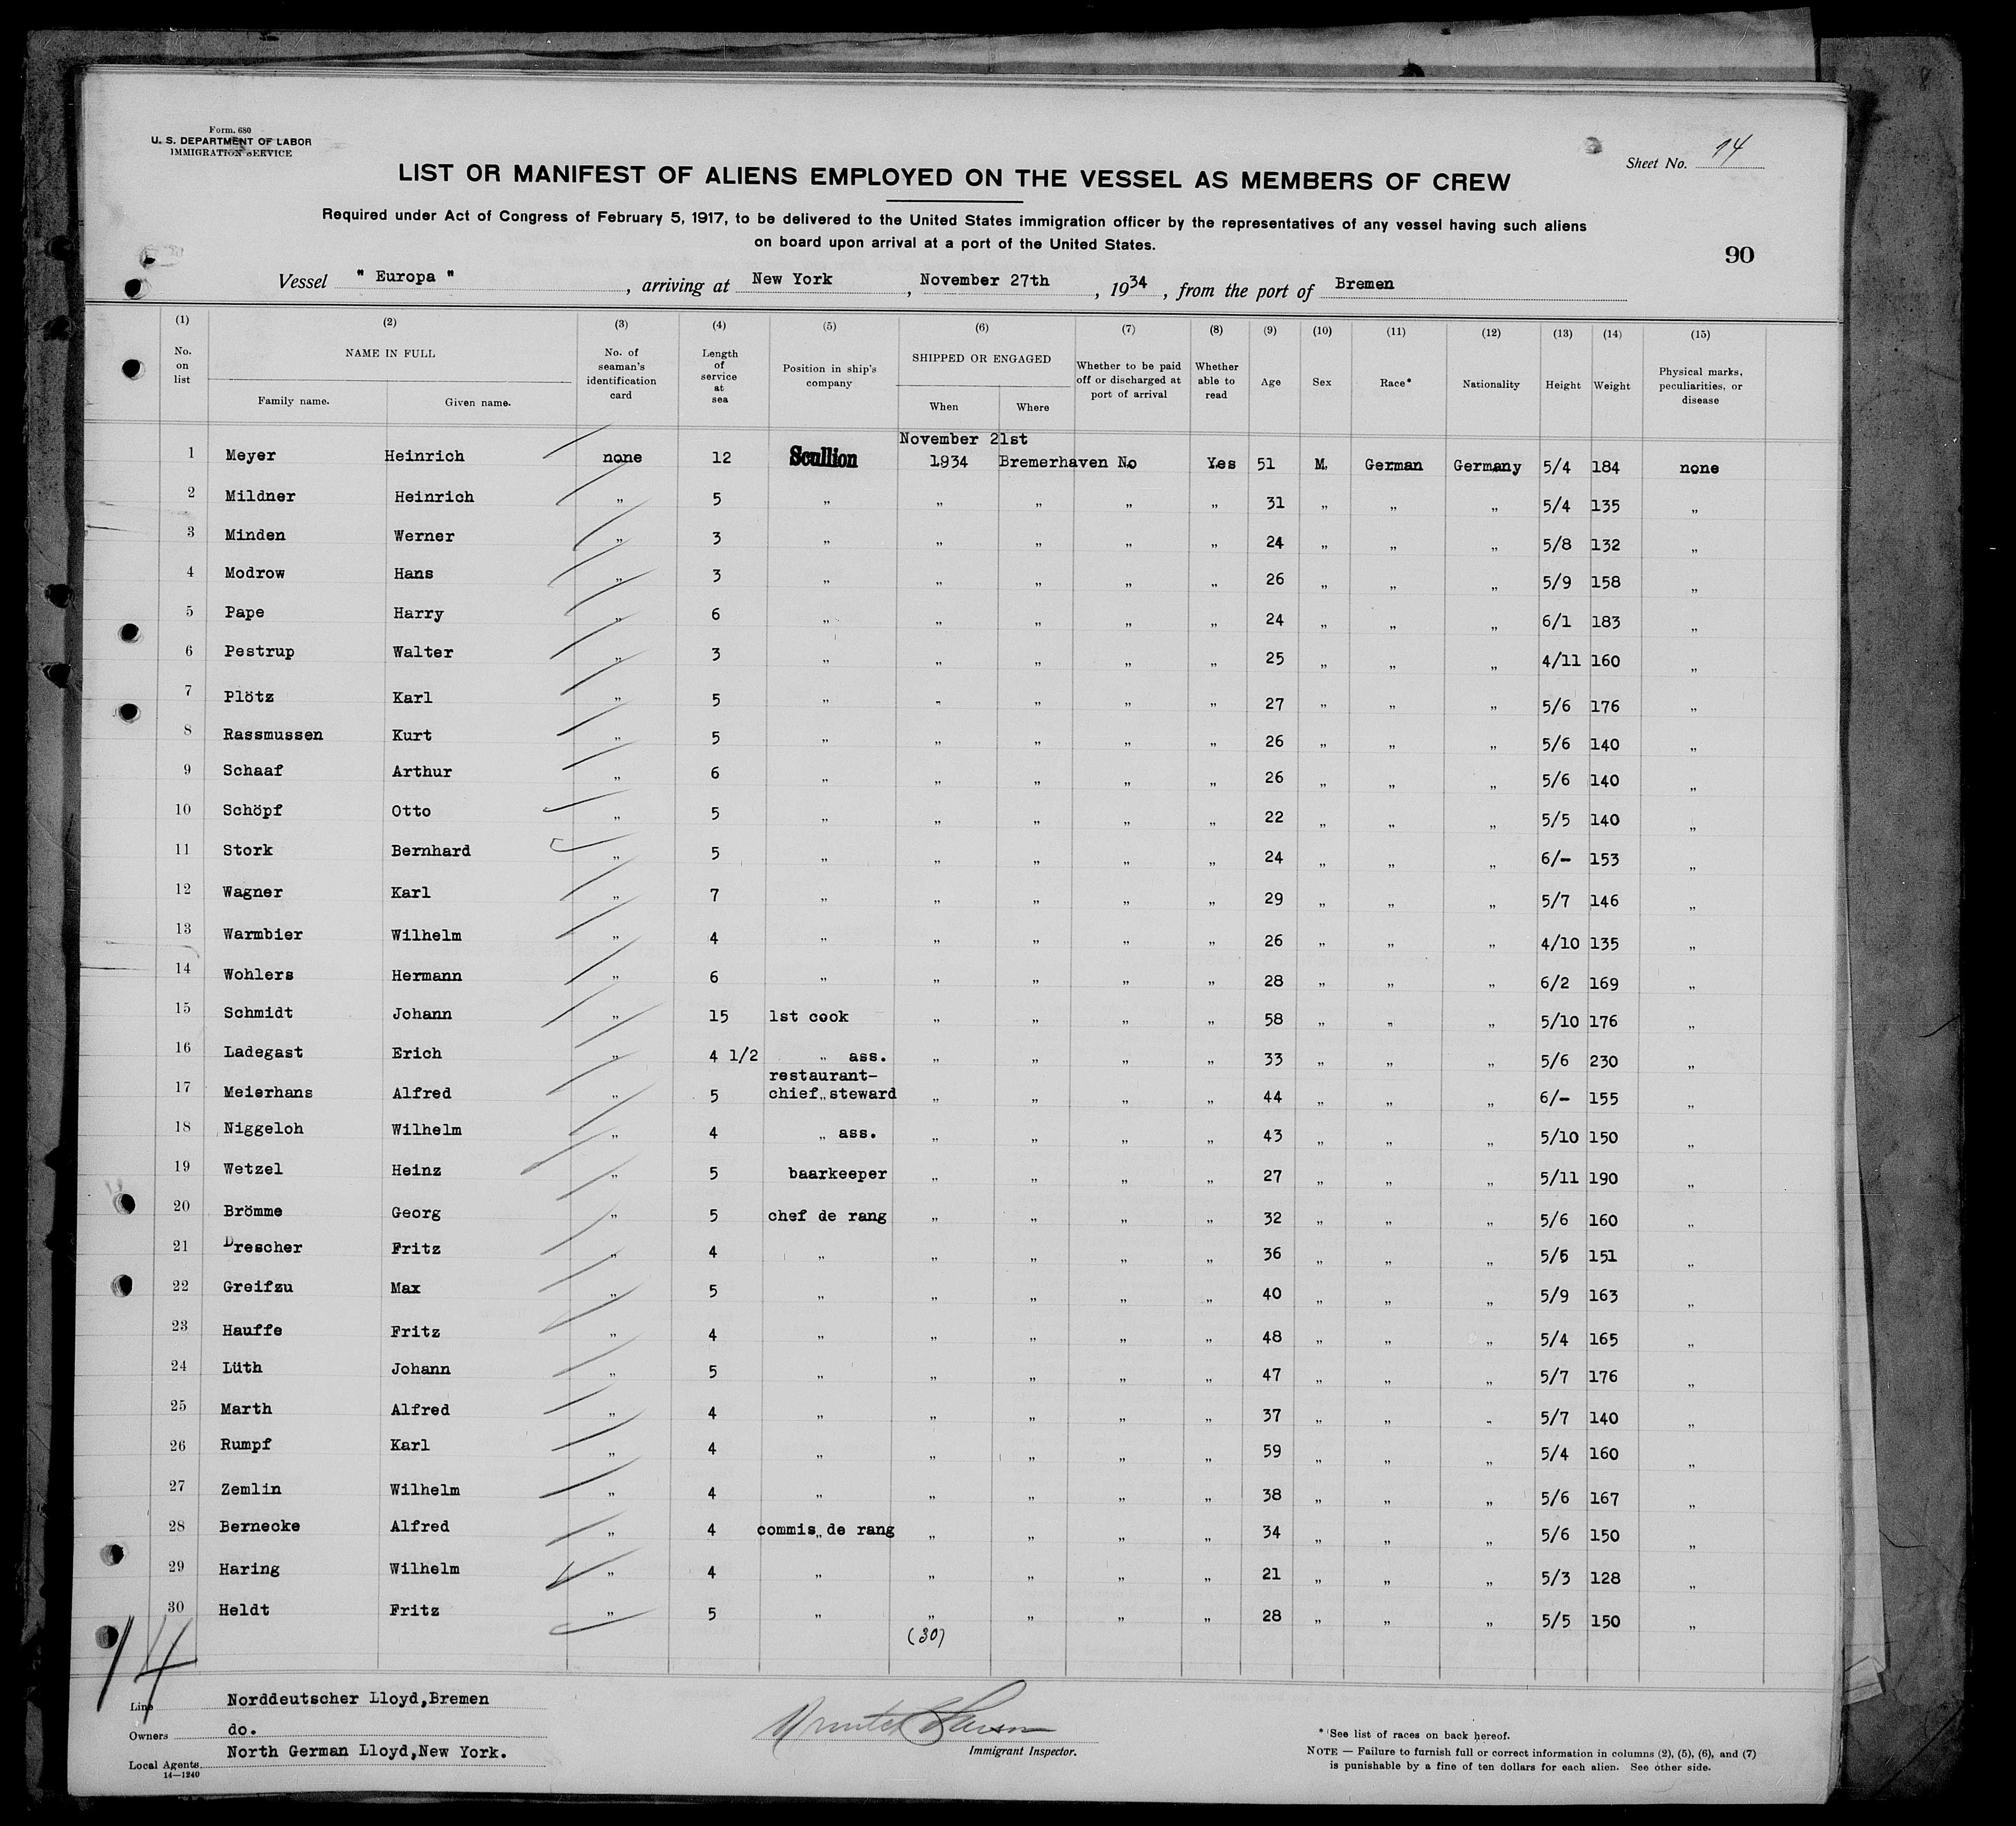 Form. 680
U. S. DEPARTMENT OF LABOR
IMMIGRATION SERVICE
Sheet No. 14
LIST OR MANIFEST OF ALIENS EMPLOYED ON THE VESSEL AS MEMBERS OF CREW
Required under Act of Congress of February 5, 1917, to be delivered to the United States immigration officer by the representatives of any vessel having such aliens
on board upon arrival at a port of the United States.
90
Vessel " Europa " , arriving at New York , November 27th , 1934 , from the port of Bremen
(1) (2) (3) (4) (5) (6) (7) (8) (9) (10) (11) (12) (13) (14) (15)
No. on list NAME IN FULL Family name. Given name. No. of seaman's identification card Length of service at sea Position in ship's company SHIPPED OR ENGAGED When Where Whether to be paid off or discharged at port of arrival Whether able to read Age Sex Race* Nationality Height Weight Physical marks, peculiarities, or disease
November 21st
1 Meyer Heinrich none 12 Scullion 1934 Bremerhaven No Yes 51 M. German Germany 5/4 184 none
2 Mildner Heinrich " 5 " " " " " 31 " " " 5/4 135 "
3 Minden Werner " 3 " " " " " 24 " " " 5/8 132 "
4 Modrow Hans " 3 " " " " " 26 " " " 5/9 158 "
5 Pape Harry " 6 " " " " " 24 " " " 6/1 183 "
6 Pestrup Walter " 3 " " " " " 25 " " " 4/11 160 "
7 Plötz Karl " 5 " " " " " 27 " " " 5/6 176 "
8 Rassmussen Kurt " 5 " " " " " 26 " " " 5/6 140 "
9 Schaaf Arthur " 6 " " " " " 26 " " " 5/6 140 "
10 Schöpf Otto " 5 " " " " " 22 " " " 5/5 140 "
11 Stork Bernhard " 5 " " " " " 24 " " " 6/- 153 "
12 Wagner Karl " 7 " " " " " 29 " " " 5/7 146 "
13 Warmbier Wilhelm " 4 " " " " " 26 " " " 4/10 135 "
14 Wohlers Hermann " 6 " " " " " 28 " " " 6/2 169 "
15 Schmidt Johann " 15 1st cook " " " " 58 " " " 5/10 176 "
16 Ladegast Erich " 4 1/2 " ass. " " " " 33 " " " 5/6 230 "
restaurant-
17 Meierhans Alfred " 5 chief steward " " " " 44 " " " 6/- 155 "
18 Niggeloh Wilhelm " 4 " ass. " " " " 43 " " " 5/10 150 "
19 Wetzel Heinz " 5 baarkeeper " " " " 27 " " " 5/11 190 "
20 Brömme Georg " 5 chef de rang " " " " 32 " " " 5/6 160 "
21 Drescher Fritz " 4 " " " " " 36 " " " 5/5 151 "
22 Greifzu Max " 5 " " " " " 40 " " " 5/9 163 "
23 Hauffe Fritz " 4 " " " " " 48 " " " 5/4 165 "
24 Lüth Johann " 5 " " " " " 47 " " " 5/7 176 "
25 Marth Alfred " 4 " " " " " 37 " " " 5/7 140 "
26 Rumpf Karl " 4 " " " " " 59 " " " 5/4 160 "
27 Zemlin Wilhelm " 4 " " " " " 38 " " " 5/6 167 "
28 Bernecke Alfred " 4 commis de rang " " " " 34 " " " 5/6 150 "
29 Haring Wilhelm " 4 " " " " " 21 " " " 5/3 128 "
30 Heldt Fritz " 5 " " " " " 28 " " " 5/5 150 "
(30)
14
Line Norddeutscher Lloyd,Bremen
Owners do.
Local Agents North German Lloyd,New York.
14—1240
Immigrant Inspector.
* See list of races on back hereof.
NOTE — Failure to furnish full or correct information in columns (2), (5), (6), and (7)
is punishable by a fine of ten dollars for each alien. See other side.